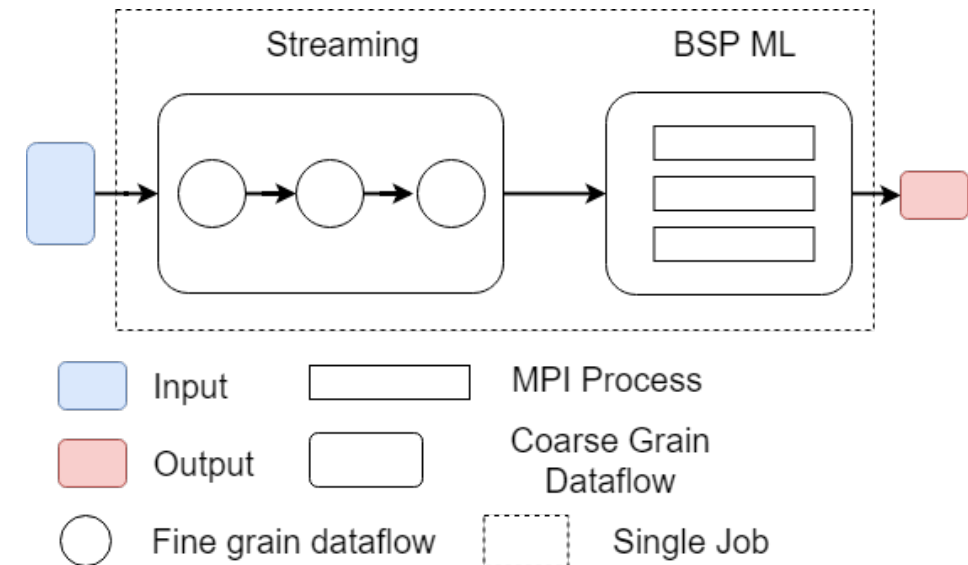 Streaming
BSP ML
Input
MPI Process
Output
Coarse Grain
Dataflow
Fine grain dataflow
Single Job